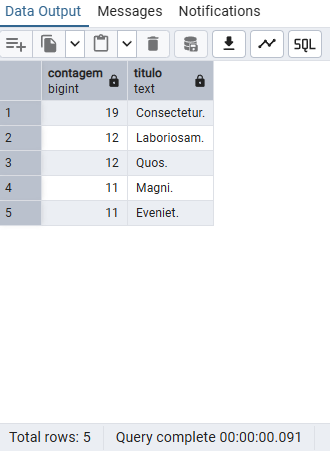 Data Output Messages Notifications
SQL
contagem titulo
bigint text
1 19 Consectetur.
2 12 Laboriosam.
3 12 Quos.
4 11 Magni.
5 11 Eveniet.
Total rows: 5 Query complete 00:00:00.091